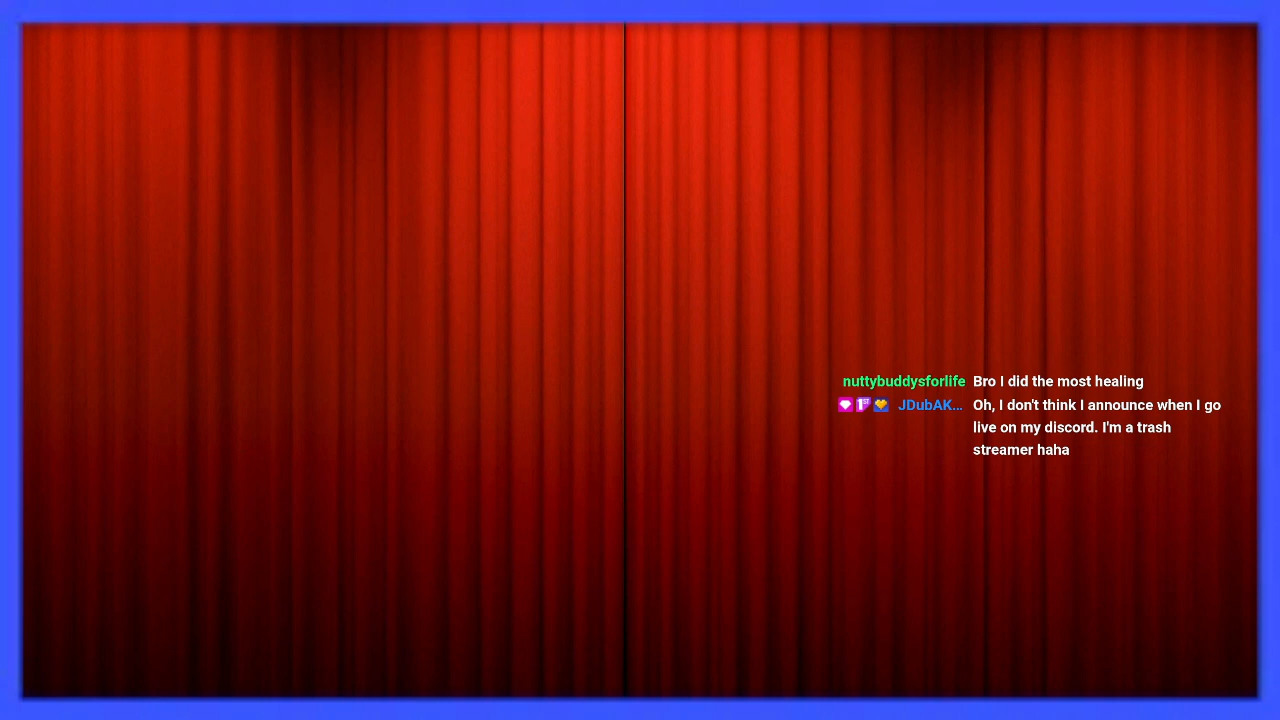 nuttybuddysforlife Bro I did the most healing
1ST JDubAK... Oh, I don't think I announce when I go
live on my discord. I'm a trash
streamer haha